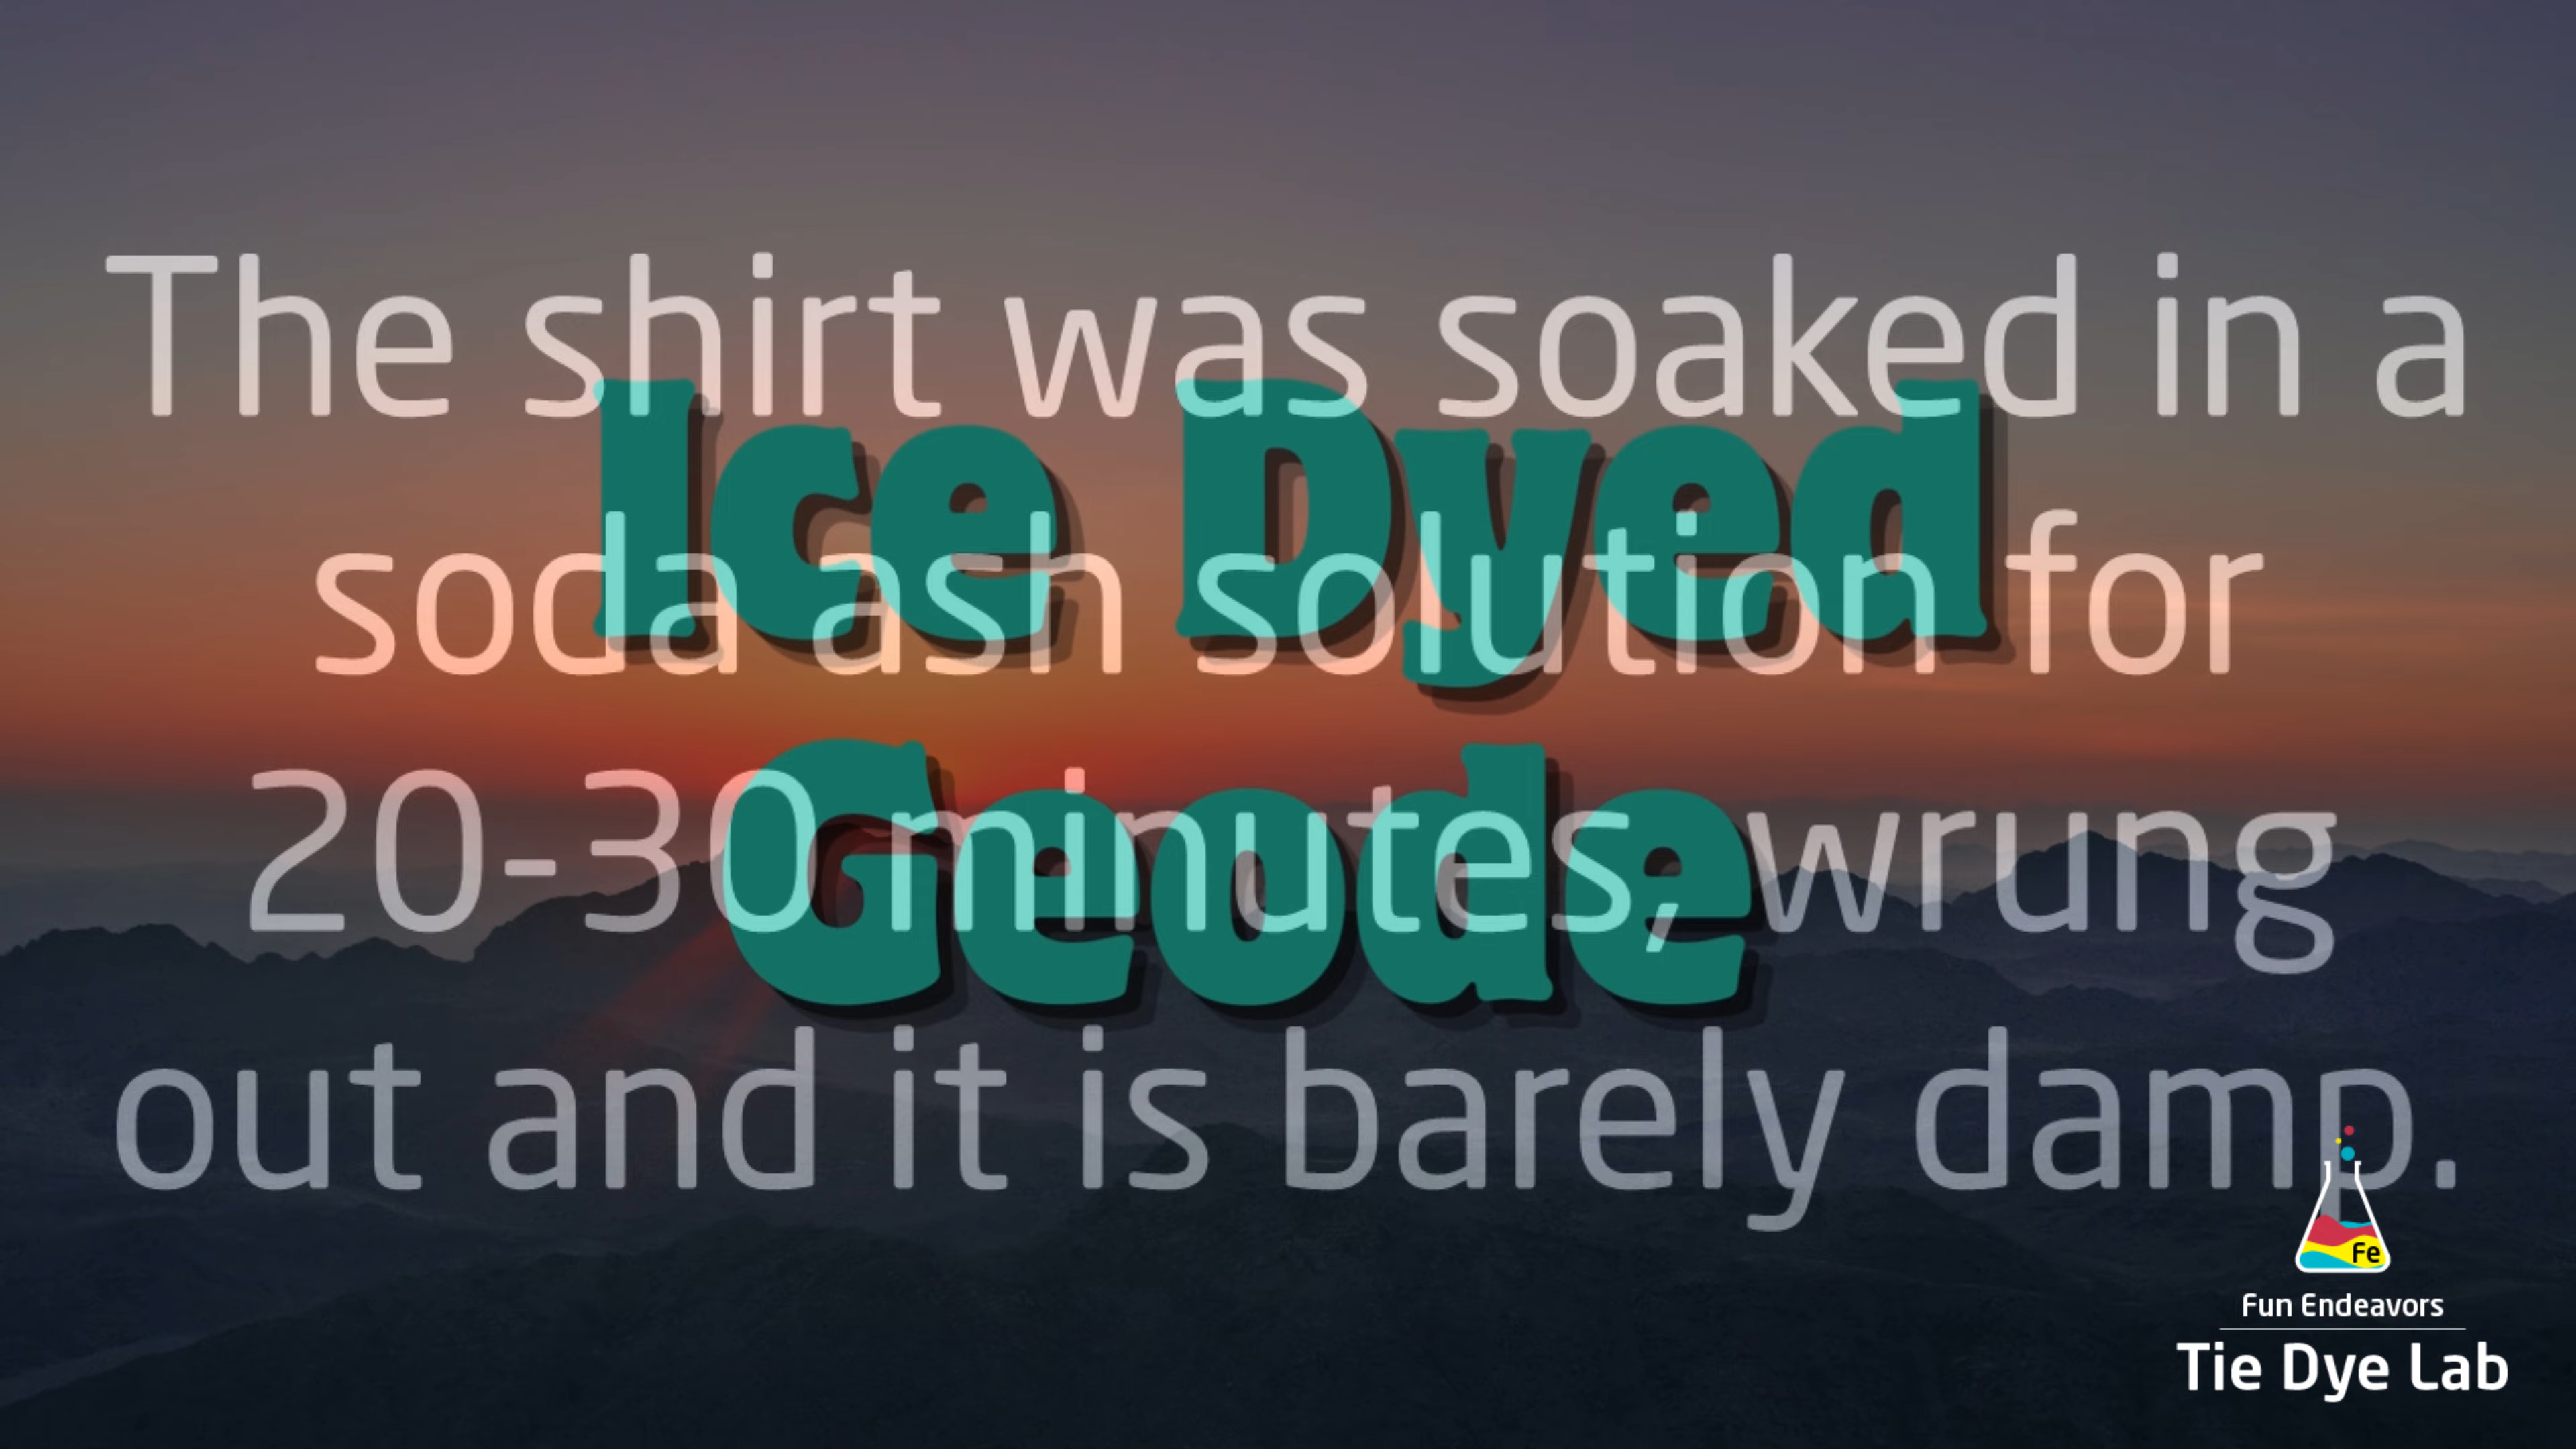 The shirt was soaked in a
Ice Dyed
soda ash solution for
Geode
20-30 minutes, wrung
out and it is barely damp.
Fe
Fun Endeavors
Tie Dye Lab